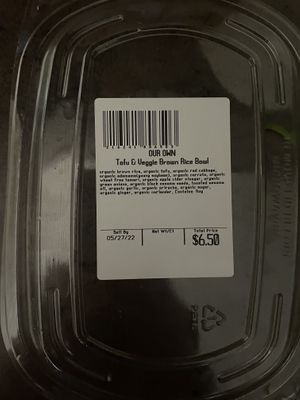 OUR OWN
Tofu & Veggie Brown Rice Bowl
organic brown rice, organic tofu, organic red cabbage,
organic edamame(young soybeans), organic carrots, organic
wheat free tamari, organic apple cider vinegar, organic
green onions, organic black sesame seeds, toasted sesame
oil, organic garlic, organic sriracha, organic sugar,
organic ginger, organic coriander, Contains: Soy
Sell By
Net Wt/Ct
Total Price
05/27/22
$6.50